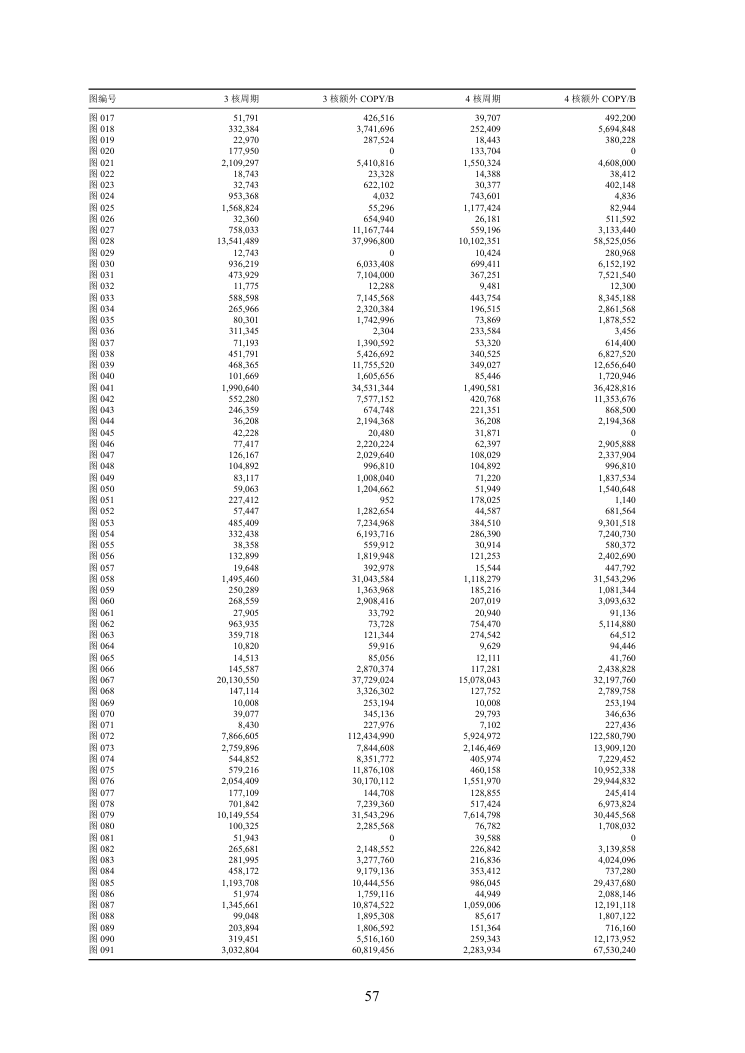 图编号 3 核周期 3 核额外 COPY/B 4 核周期 4 核额外 COPY/B
图 017 51,791 426,516 39,707 492,200
图 018 332,384 3,741,696 252,409 5,694,848
图 019 22,970 287,524 18,443 380,228
图 020 177,950 0 133,704 0
图 021 2,109,297 5,410,816 1,550,324 4,608,000
图 022 18,743 23,328 14,388 38,412
图 023 32,743 622,102 30,377 402,148
图 024 953,368 4,032 743,601 4,836
图 025 1,568,824 55,296 1,177,424 82,944
图 026 32,360 654,940 26,181 511,592
图 027 758,033 11,167,744 559,196 3,133,440
图 028 13,541,489 37,996,800 10,102,351 58,525,056
图 029 12,743 0 10,424 280,968
图 030 936,219 6,033,408 699,411 6,152,192
图 031 473,929 7,104,000 367,251 7,521,540
图 032 11,775 12,288 9,481 12,300
图 033 588,598 7,145,568 443,754 8,345,188
图 034 265,966 2,320,384 196,515 2,861,568
图 035 80,301 1,742,996 73,869 1,878,552
图 036 311,345 2,304 233,584 3,456
图 037 71,193 1,390,592 53,320 614,400
图 038 451,791 5,426,692 340,525 6,827,520
图 039 468,365 11,755,520 349,027 12,656,640
图 040 101,669 1,605,656 85,446 1,720,946
图 041 1,990,640 34,531,344 1,490,581 36,428,816
图 042 552,280 7,577,152 420,768 11,353,676
图 043 246,359 674,748 221,351 868,500
图 044 36,208 2,194,368 36,208 2,194,368
图 045 42,228 20,480 31,871 0
图 046 77,417 2,220,224 62,397 2,905,888
图 047 126,167 2,029,640 108,029 2,337,904
图 048 104,892 996,810 104,892 996,810
图 049 83,117 1,008,040 71,220 1,837,534
图 050 59,063 1,204,662 51,949 1,540,648
图 051 227,412 952 178,025 1,140
图 052 57,447 1,282,654 44,587 681,564
图 053 485,409 7,234,968 384,510 9,301,518
图 054 332,438 6,193,716 286,390 7,240,730
图 055 38,358 559,912 30,914 580,372
图 056 132,899 1,819,948 121,253 2,402,690
图 057 19,648 392,978 15,544 447,792
图 058 1,495,460 31,043,584 1,118,279 31,543,296
图 059 250,289 1,363,968 185,216 1,081,344
图 060 268,559 2,908,416 207,019 3,093,632
图 061 27,905 33,792 20,940 91,136
图 062 963,935 73,728 754,470 5,114,880
图 063 359,718 121,344 274,542 64,512
图 064 10,820 59,916 9,629 94,446
图 065 14,513 85,056 12,111 41,760
图 066 145,587 2,870,374 117,281 2,438,828
图 067 20,130,550 37,729,024 15,078,043 32,197,760
图 068 147,114 3,326,302 127,752 2,789,758
图 069 10,008 253,194 10,008 253,194
图 070 39,077 345,136 29,793 346,636
图 071 8,430 227,976 7,102 227,436
图 072 7,866,605 112,434,990 5,924,972 122,580,790
图 073 2,759,896 7,844,608 2,146,469 13,909,120
图 074 544,852 8,351,772 405,974 7,229,452
图 075 579,216 11,876,108 460,158 10,952,338
图 076 2,054,409 30,170,112 1,551,970 29,944,832
图 077 177,109 144,708 128,855 245,414
图 078 701,842 7,239,360 517,424 6,973,824
图 079 10,149,554 31,543,296 7,614,798 30,445,568
图 080 100,325 2,285,568 76,782 1,708,032
图 081 51,943 0 39,588 0
图 082 265,681 2,148,552 226,842 3,139,858
图 083 281,995 3,277,760 216,836 4,024,096
图 084 458,172 9,179,136 353,412 737,280
图 085 1,193,708 10,444,556 986,045 29,437,680
图 086 51,974 1,759,116 44,949 2,088,146
图 087 1,345,661 10,874,522 1,059,006 12,191,118
图 088 99,048 1,895,308 85,617 1,807,122
图 089 203,894 1,806,592 151,364 716,160
图 090 319,451 5,516,160 259,343 12,173,952
图 091 3,032,804 60,819,456 2,283,934 67,530,240
57